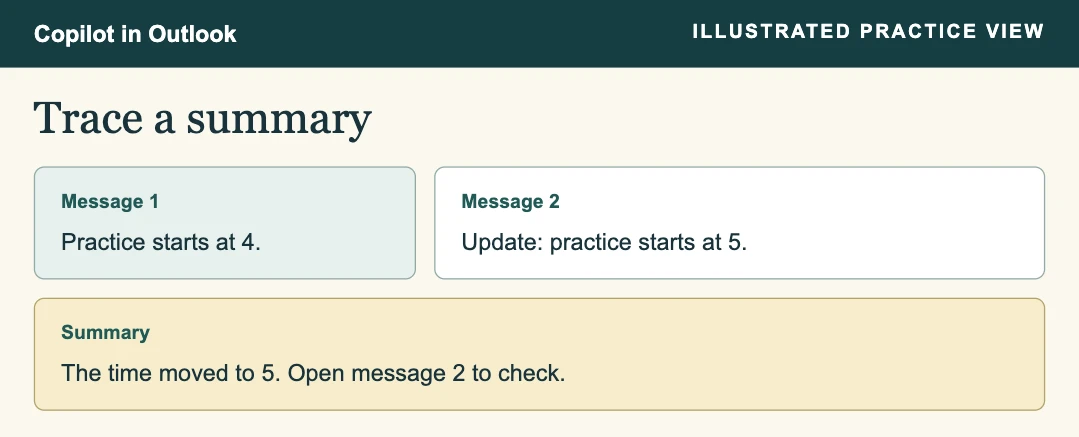 Copilot in Outlook
ILLUSTRATED PRACTICE VIEW
Trace a summary
Message 1
Practice starts at 4.
Message 2
Update: practice starts at 5.
Summary
The time moved to 5. Open message 2 to check.